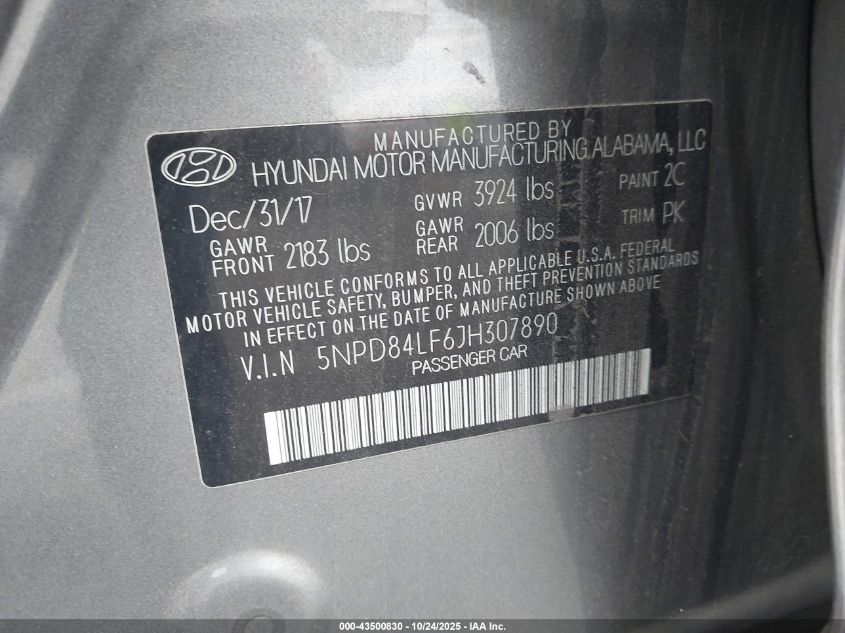 MANUFACTURED BY
HYUNDAI MOTOR MANUFACTURING ALABAMA, LLC
Dec/31/17 GVWR 3924 lbs PAINT 2C
GAWR FRONT 2183 lbs GAWR REAR 2006 lbs TRIM PK
THIS VEHICLE CONFORMS TO ALL APPLICABLE U.S.A. FEDERAL
MOTOR VEHICLE SAFETY, BUMPER, AND THEFT PREVENTION STANDARDS
IN EFFECT ON THE DATE OF MANUFACTURE SHOWN ABOVE
V.I.N 5NPD84LF6JH307890
PASSENGER CAR
000-43500830 - 10/24/2025 - IAA Inc.